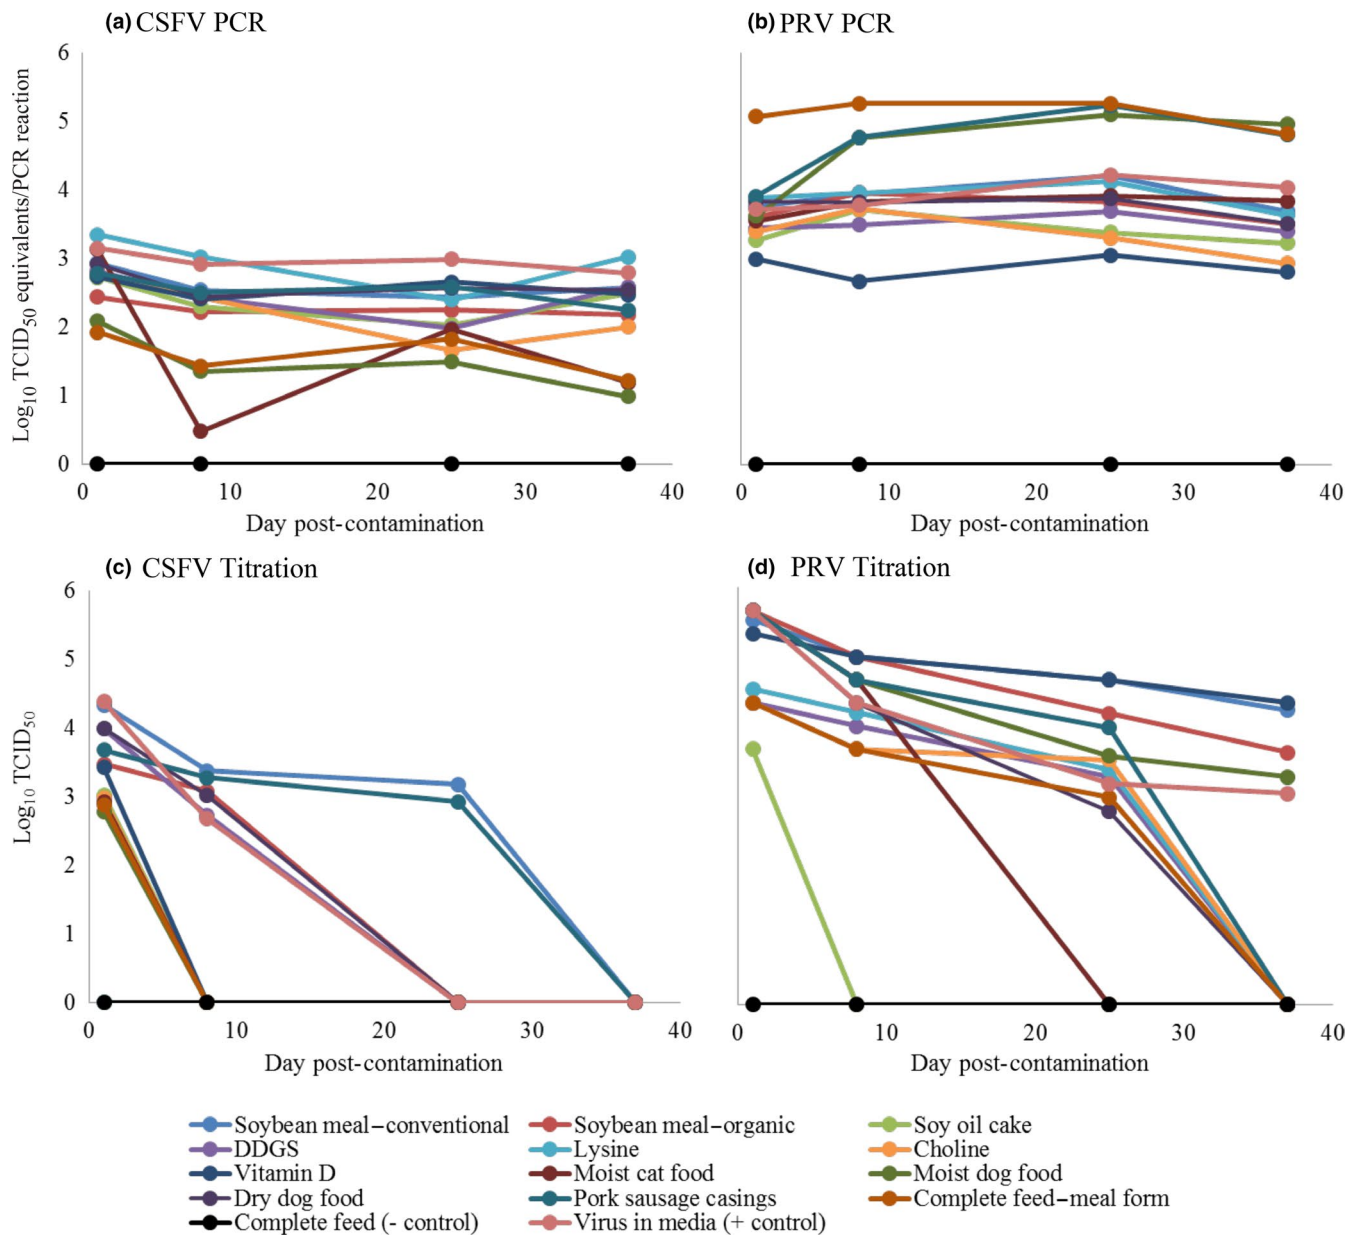 (a) CSFV PCR
(b) PRV PCR
Log10 TCID50 equivalents/PCR reaction
6
5
4
3
2
1
0
0 10 20 30 40
Day post-contamination
0 10 20 30 40
Day post-contamination
(c) CSFV Titration
(d) PRV Titration
Log10 TCID50
6
5
4
3
2
1
0
0 10 20 30 40
Day post-contamination
0 10 20 30 40
Day post-contamination
Soybean meal–conventional Soybean meal–organic Soy oil cake
DDGS Lysine Choline
Vitamin D Moist cat food Moist dog food
Dry dog food Pork sausage casings Complete feed–meal form
Complete feed (- control) Virus in media (+ control)